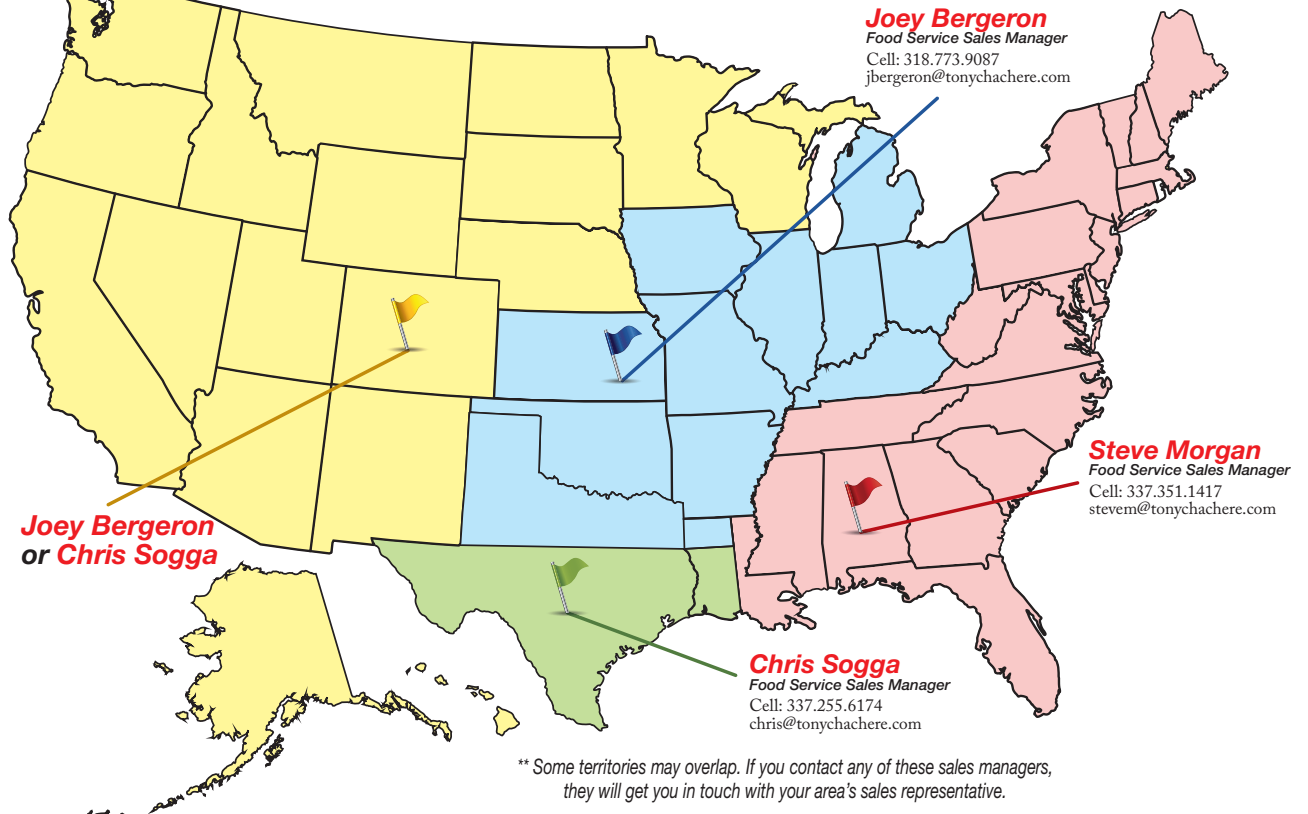 Joey Bergeron
Food Service Sales Manager
Cell: 318.773.9087
jbergeron@tonychachere.com
Steve Morgan
Food Service Sales Manager
Cell: 337.351.1417
stevem@tonychachere.com
Joey Bergeron
or Chris Sogga
Chris Sogga
Food Service Sales Manager
Cell: 337.255.6174
chris@tonychachere.com
** Some territories may overlap. If you contact any of these sales managers,
they will get you in touch with your area's sales representative.